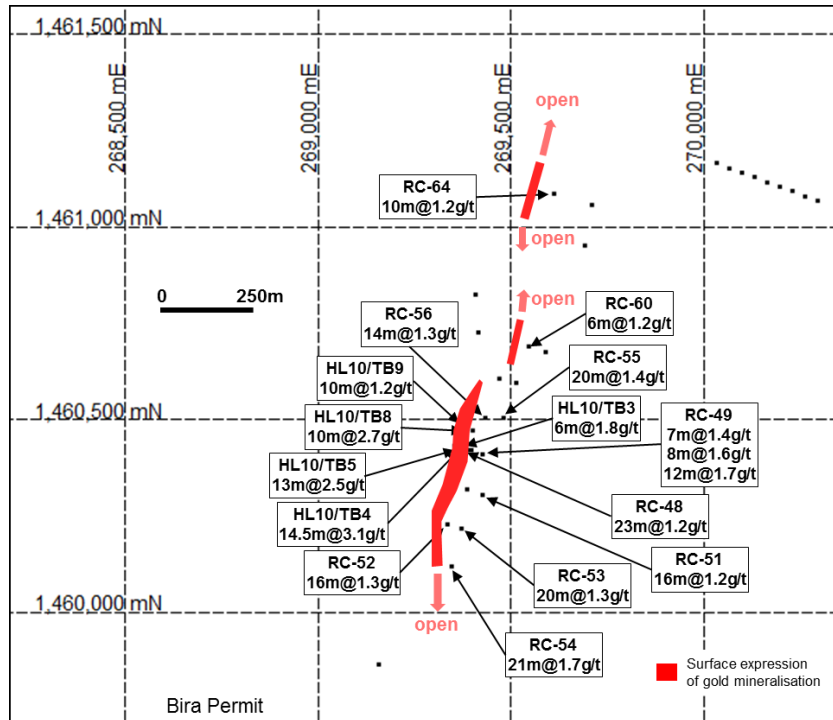 1,461,500 mN
268,500 mE
269,000 mE
269,500 mE
270,000 mE
open
RC-64
10m@1.2g/t
1,461,000 mN
open
0 250m
open
RC-56
14m@1.3g/t
RC-60
6m@1.2g/t
HL10/TB9
10m@1.2g/t
RC-55
20m@1.4g/t
1,460,500 mN
HL10/TB8
10m@2.7g/t
HL10/TB3
6m@1.8g/t
RC-49
7m@1.4g/t
8m@1.6g/t
12m@1.7g/t
HL10/TB5
13m@2.5g/t
HL10/TB4
14.5m@3.1g/t
RC-48
23m@1.2g/t
RC-52
16m@1.3g/t
RC-51
16m@1.2g/t
RC-53
20m@1.3g/t
1,460,000 mN
open
RC-54
21m@1.7g/t
Surface expression
of gold mineralisation
Bira Permit